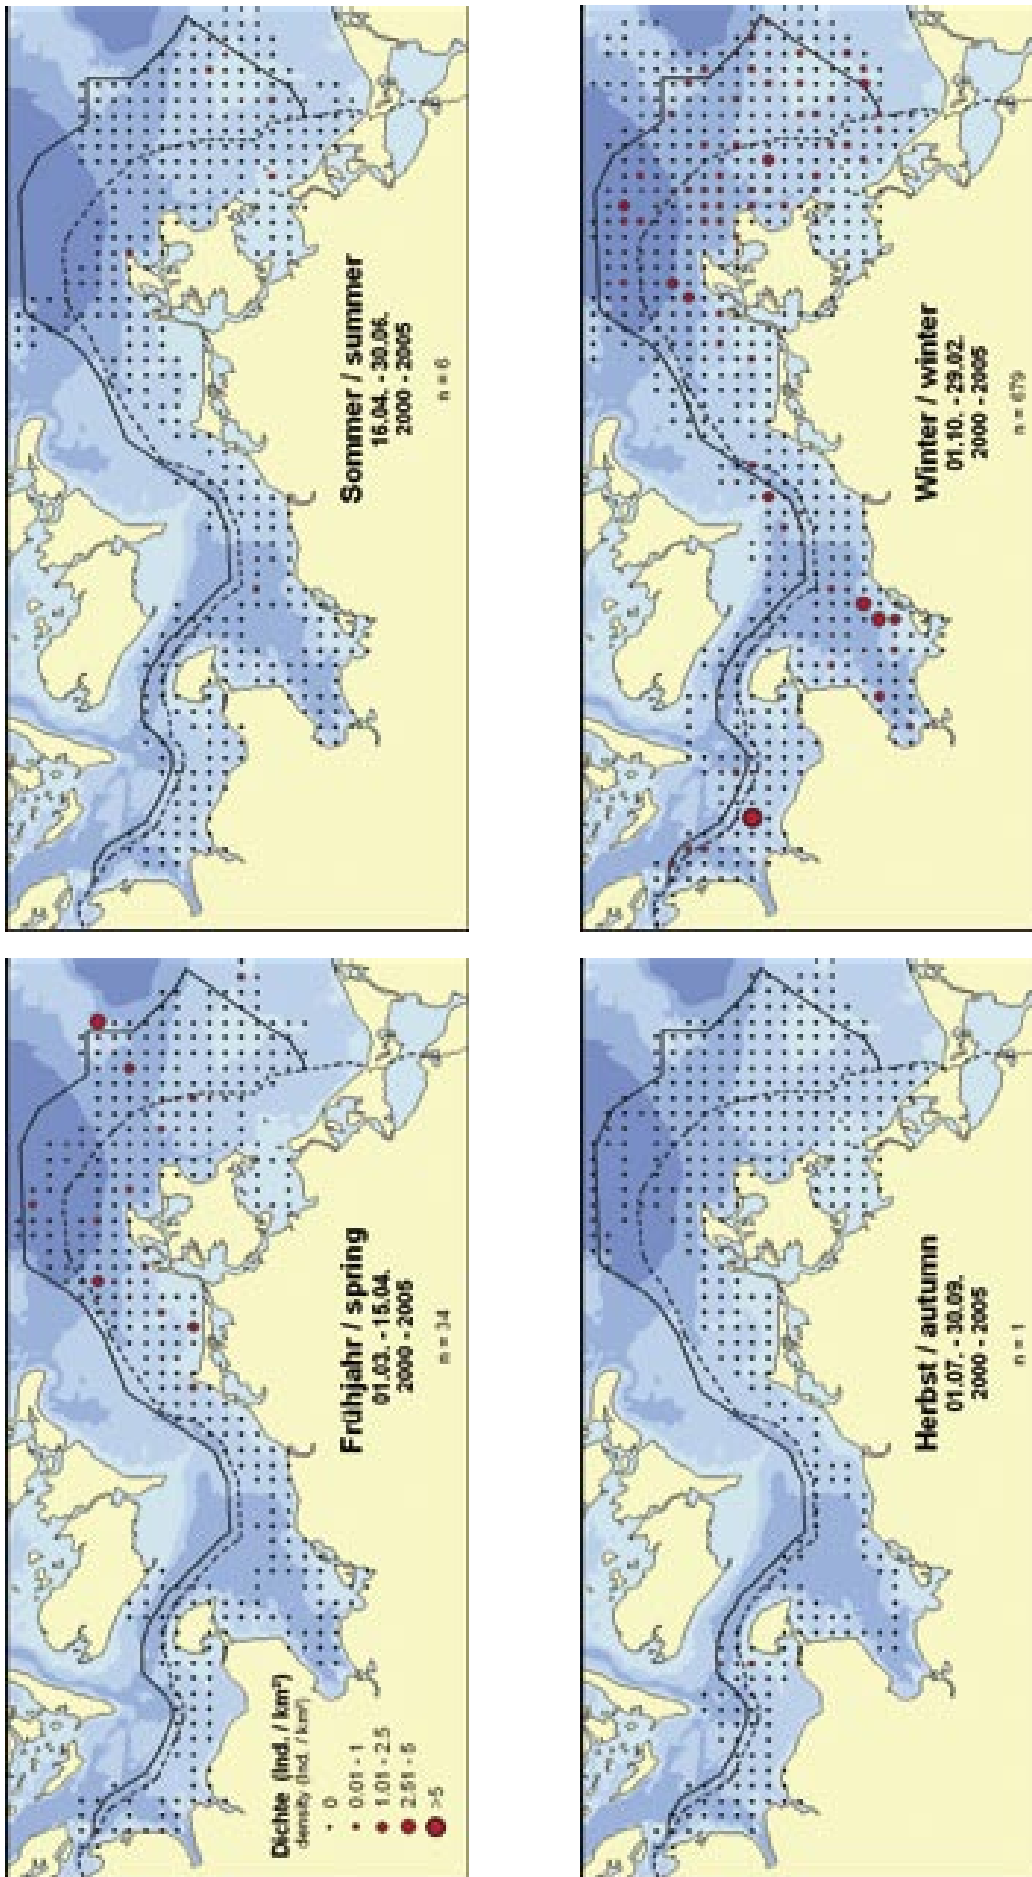 Frühjahr / spring
01.03. - 15.04.
2000 - 2005
n = 34
Dichte (Ind. / km²)
density (Ind. / km²)
0
0.01 - 1
1.01 - 2.5
2.51 - 5
>5
Sommer / summer
16.04. - 30.06.
2000 - 2005
n = 6
Herbst / autumn
01.07. - 30.09.
2000 - 2005
n = 1
Winter / winter
01.10. - 29.02.
2000 - 2005
n = 679